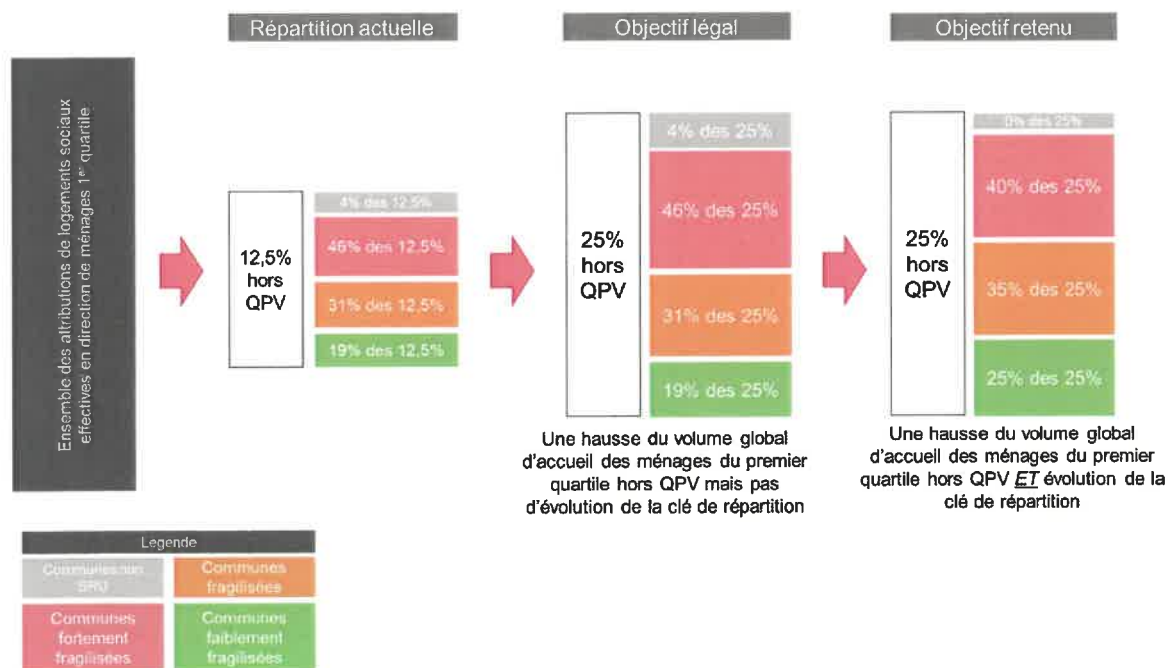 Répartition actuelle
Objectif légal
Objectif retenu
Ensemble des attributions de logements sociaux
effectives en direction de ménages 1er quartile
12,5%
hors
QPV
4% des 12,5%
46% des 12,5%
31% des 12,5%
19% des 12,5%
25%
hors
QPV
4% des 25%
46% des 25%
31% des 25%
19% des 25%
Une hausse du volume global
d'accueil des ménages du premier
quartile hors QPV mais pas
d'évolution de la clé de répartition
25%
hors
QPV
0% des 25%
40% des 25%
35% des 25%
25% des 25%
Une hausse du volume global
d'accueil des ménages du premier
quartile hors QPV ET évolution de la
clé de répartition
Legende
Communes non
SRU
Communes
fragilisées
Communes
fortement
fragilisées
Communes
faiblement
fragilisées